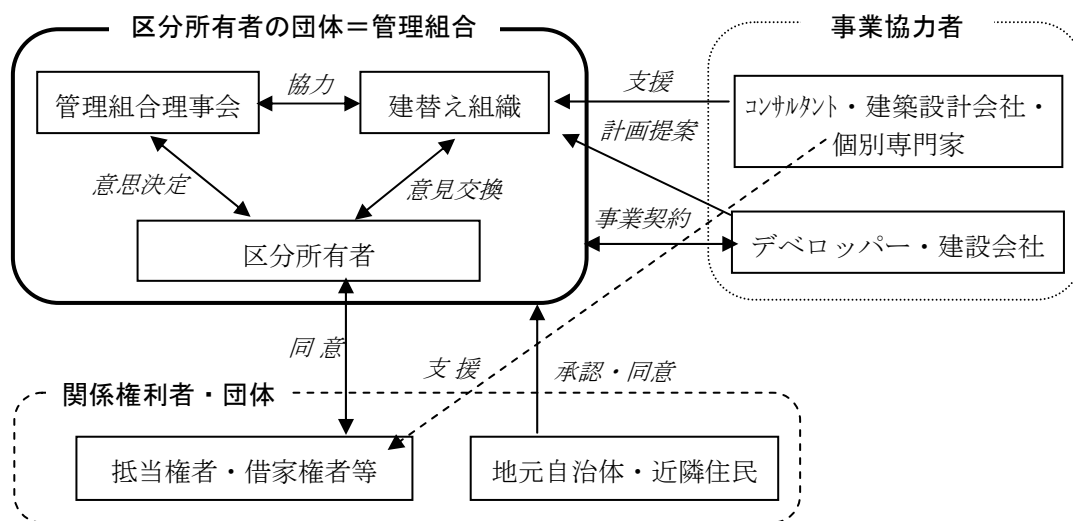 区分所有者の団体＝管理組合
事業協力者
管理組合理事会
協力
建替え組織
支援
ｺﾝｻﾙﾀﾝﾄ・建築設計会社・
個別専門家
計画提案
意思決定
意見交換
事業契約
区分所有者
デベロッパー・建設会社
同 意
支 援
承認・同意
関係権利者・団体
抵当権者・借家権者等
地元自治体・近隣住民